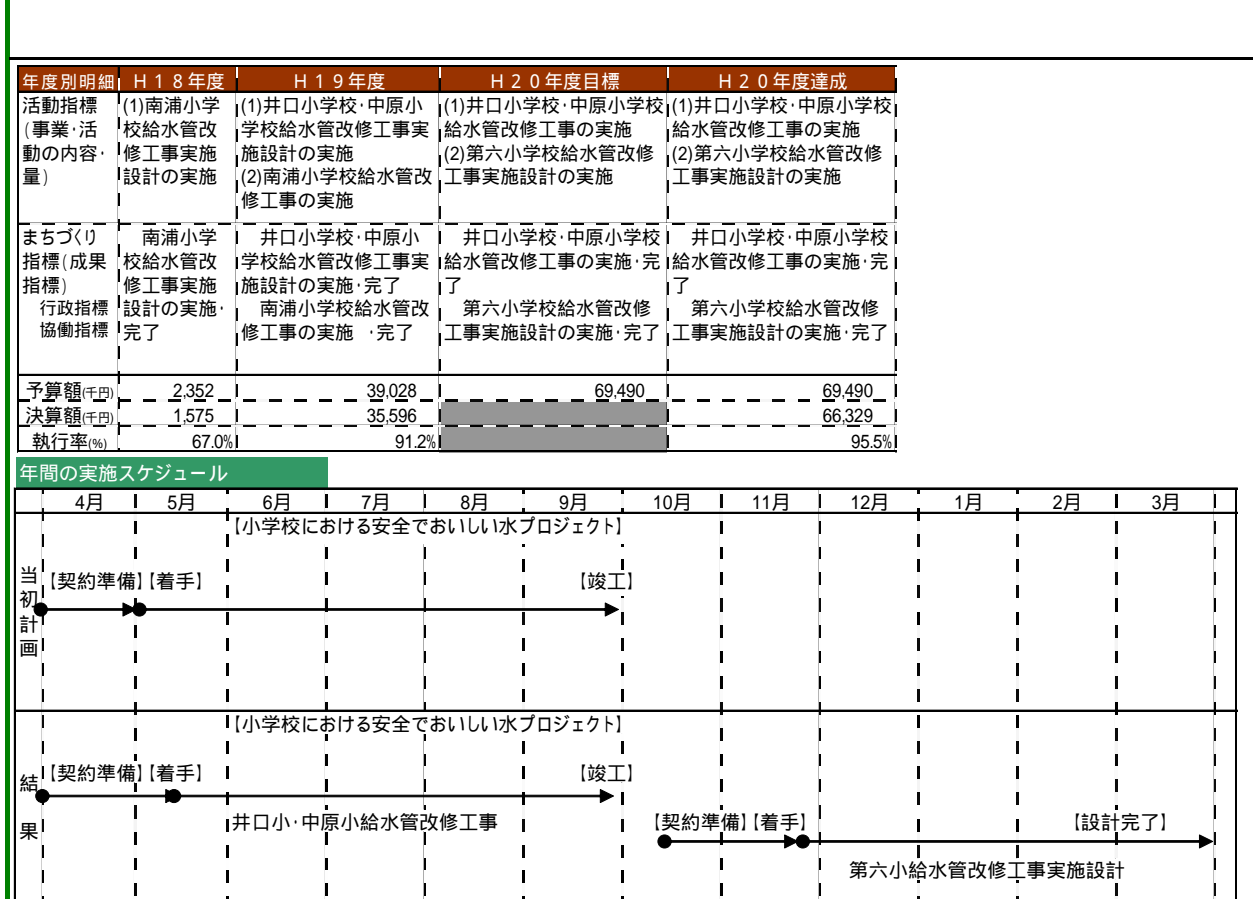 年度別明細 Ｈ１８年度 Ｈ１９年度 Ｈ２０年度目標 Ｈ２０年度達成
活動指標 (1)南浦小学 (1)井口小学校･中原小 (1)井口小学校･中原小学校 (1)井口小学校･中原小学校
(事業･活 校給水管改 学校給水管改修工事実 給水管改修工事の実施 給水管改修工事の実施
動の内容･ 修工事実施 施設計の実施 (2)第六小学校給水管改修 (2)第六小学校給水管改修
量) 設計の実施 (2)南浦小学校給水管改 工事実施設計の実施 工事実施設計の実施
修工事の実施
まちづくり 南浦小学 井口小学校･中原小 井口小学校･中原小学校 井口小学校･中原小学校
指標(成果 校給水管改 学校給水管改修工事実 給水管改修工事の実施･完 給水管改修工事の実施･完
指標) 修工事実施 施設計の実施･完了 了 了
行政指標 設計の実施･ 南浦小学校給水管改 第六小学校給水管改修 第六小学校給水管改修
協働指標 完了 修工事の実施 ･完了 工事実施設計の実施･完了 工事実施設計の実施･完了
予算額(千円) 2,352 39,028 69,490 69,490
決算額(千円) 1,575 35,596 66,329
執行率(%) 67.0% 91.2% 95.5%
年間の実施スケジュール
4月 5月 6月 7月 8月 9月 10月 11月 12月 1月 2月 3月
【小学校における安全でおいしい水プロジェクト】
当初計画
【契約準備】【着手】 【竣工】
【小学校における安全でおいしい水プロジェクト】
結果
【契約準備】【着手】 【竣工】
井口小･中原小給水管改修工事 【契約準備】【着手】 【設計完了】
第六小給水管改修工事実施設計